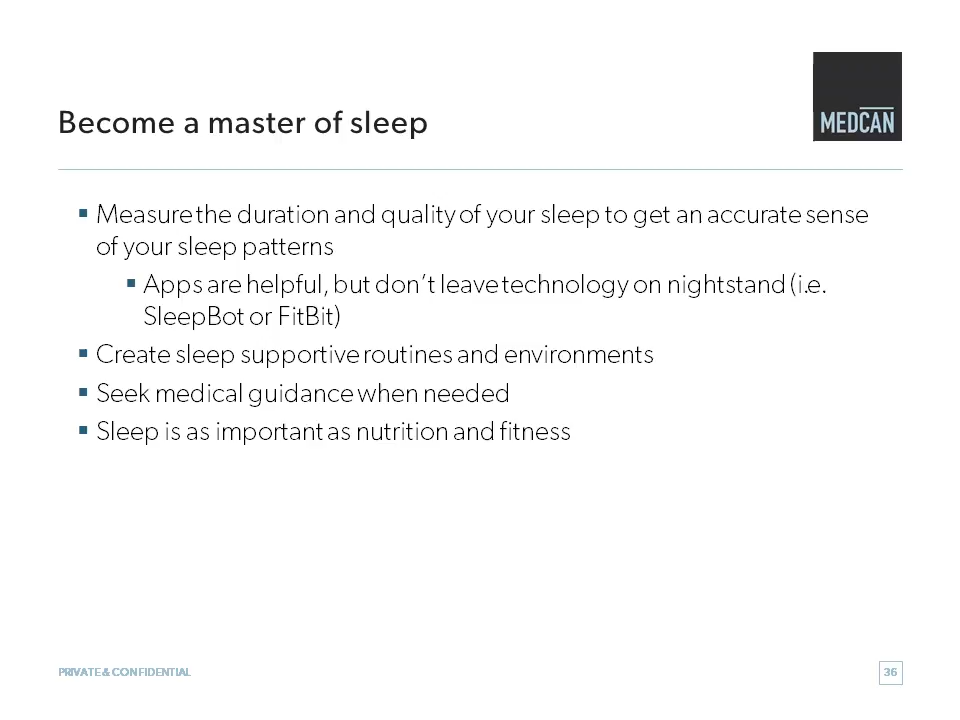 Become a master of sleep
MEDCAN
▪ Measure the duration and quality of your sleep to get an accurate sense
of your sleep patterns
▪ Apps are helpful, but don’t leave technology on nightstand (i.e.
SleepBot or FitBit)
▪ Create sleep supportive routines and environments
▪ Seek medical guidance when needed
▪ Sleep is as important as nutrition and fitness
PRIVATE & CONFIDENTIAL
36